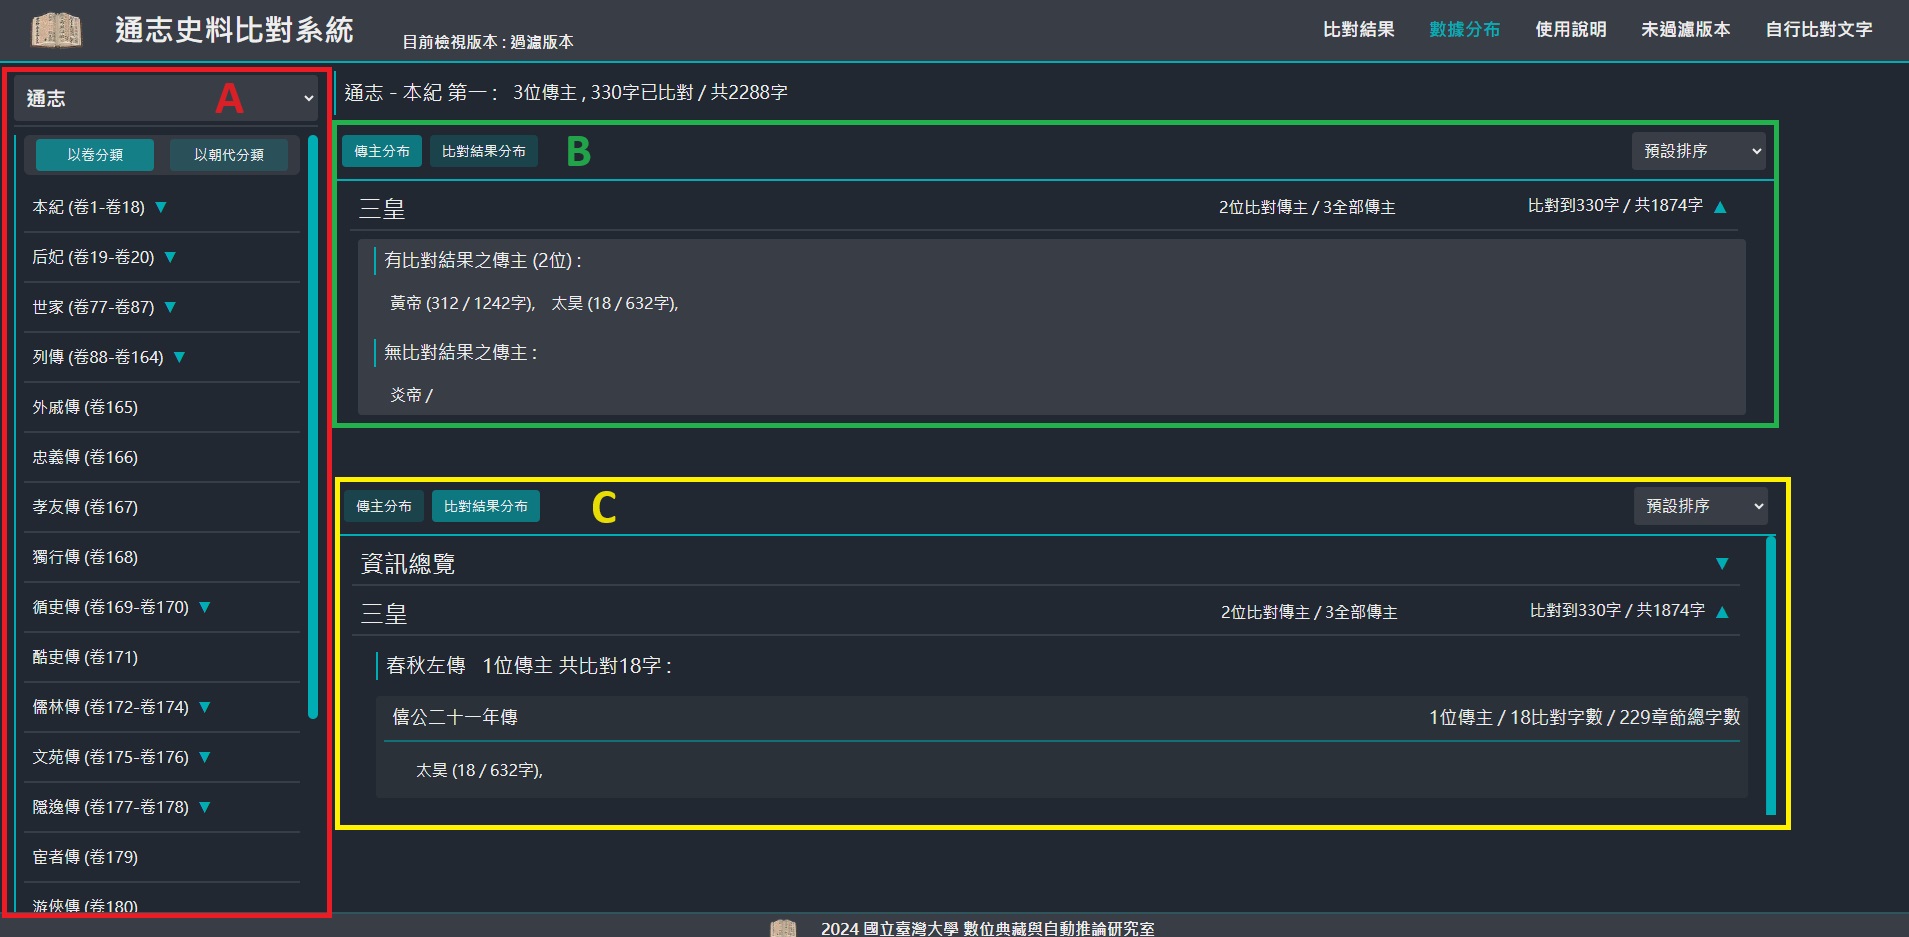 通志史料比對系統
目前檢視版本 : 過濾版本
比對結果
數據分布
使用說明
未過濾版本
自行比對文字
通志
A
以卷分類
以朝代分類
本紀 (卷1-卷18) ▼
后妃 (卷19-卷20) ▼
世家 (卷77-卷87) ▼
列傳 (卷88-卷164) ▼
外戚傳 (卷165)
忠義傳 (卷166)
孝友傳 (卷167)
獨行傳 (卷168)
循吏傳 (卷169-卷170) ▼
酷吏傳 (卷171)
儒林傳 (卷172-卷174) ▼
文苑傳 (卷175-卷176) ▼
隱逸傳 (卷177-卷178) ▼
宦者傳 (卷179)
游俠傳 (卷180)
通志 - 本紀 第一 : 3位傳主 , 330字已比對 / 共2288字
傳主分布
比對結果分布
B
預設排序
三皇
2位比對傳主 / 3全部傳主
比對到330字 / 共1874字 ▲
有比對結果之傳主 (2位) :
黃帝 (312 / 1242字), 太昊 (18 / 632字),
無比對結果之傳主 :
炎帝 /
傳主分布
比對結果分布
C
預設排序
資訊總覽 ▼
三皇
2位比對傳主 / 3全部傳主
比對到330字 / 共1874字 ▲
春秋左傳 1位傳主 共比對18字 :
僖公二十一年傳
1位傳主 / 18比對字數 / 229章節總字數
太昊 (18 / 632字),
2024 國立臺灣大學 數位典藏與自動推論研究室